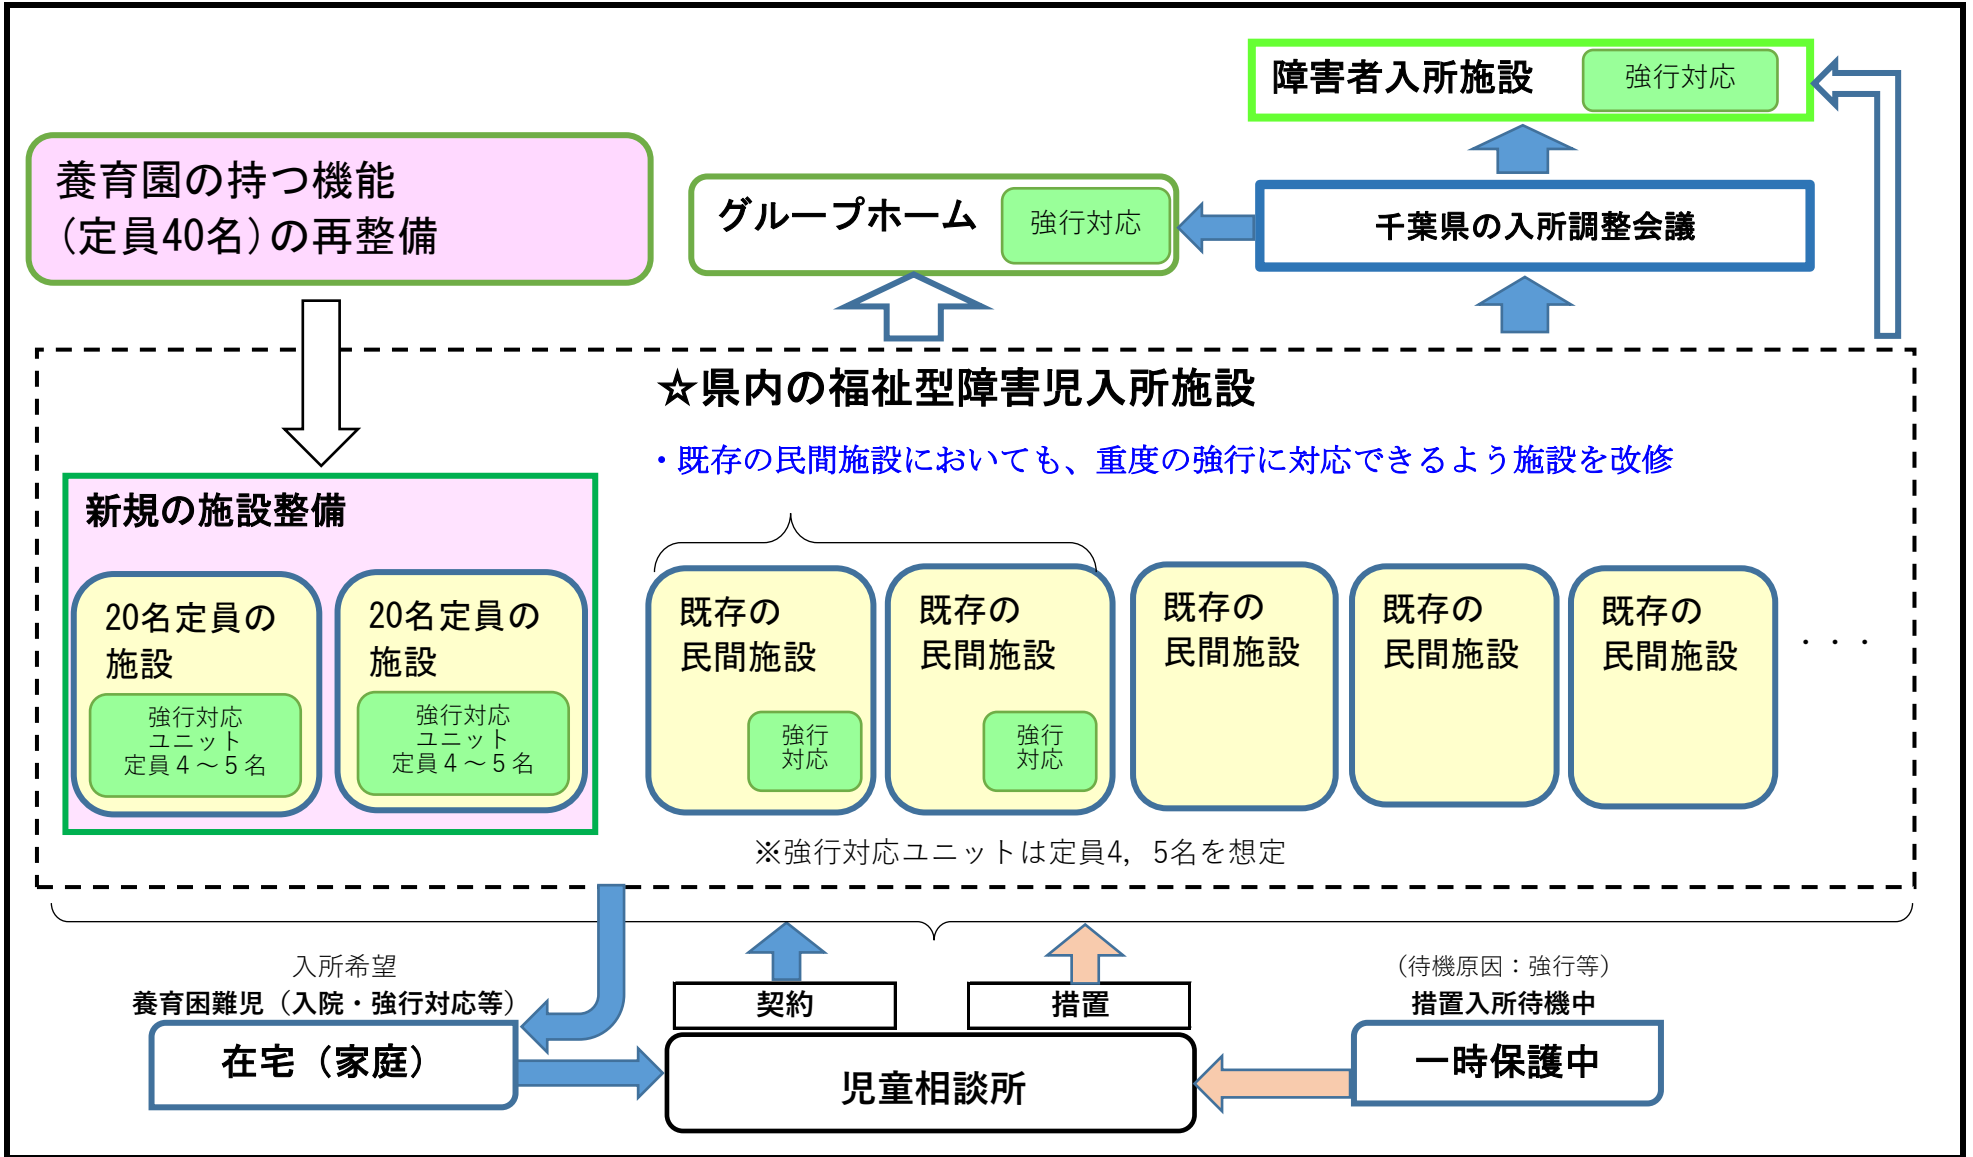 障害者入所施設
強行対応
養育園の持つ機能
(定員40名)の再整備
グループホーム
強行対応
千葉県の入所調整会議
☆県内の福祉型障害児入所施設
・既存の民間施設においても、重度の強行に対応できるよう施設を改修
新規の施設整備
20名定員の
施設
強行対応
ユニット
定員４～５名
20名定員の
施設
強行対応
ユニット
定員４～５名
既存の
民間施設
強行
対応
既存の
民間施設
強行
対応
既存の
民間施設
既存の
民間施設
既存の
民間施設
・・・
※強行対応ユニットは定員4，5名を想定
入所希望
養育困難児（入院・強行対応等）
在宅（家庭）
契約
措置
児童相談所
（待機原因：強行等）
措置入所待機中
一時保護中